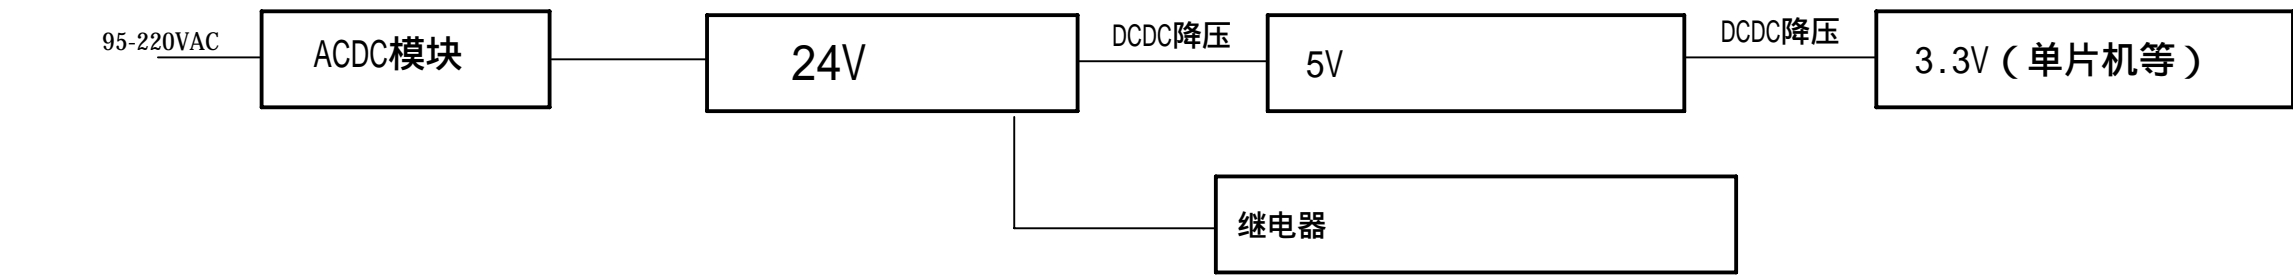 95-220VAC
ACDC模块
24V
DCDC降压
5V
DCDC降压
3.3V（单片机等）
继电器